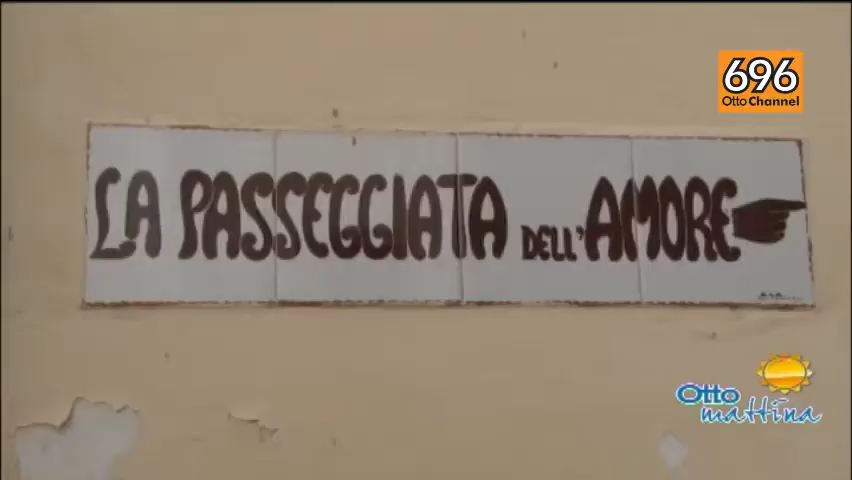 696
Otto Channel
LA PASSEGGIATA DELL'AMORE
Otto
mattina